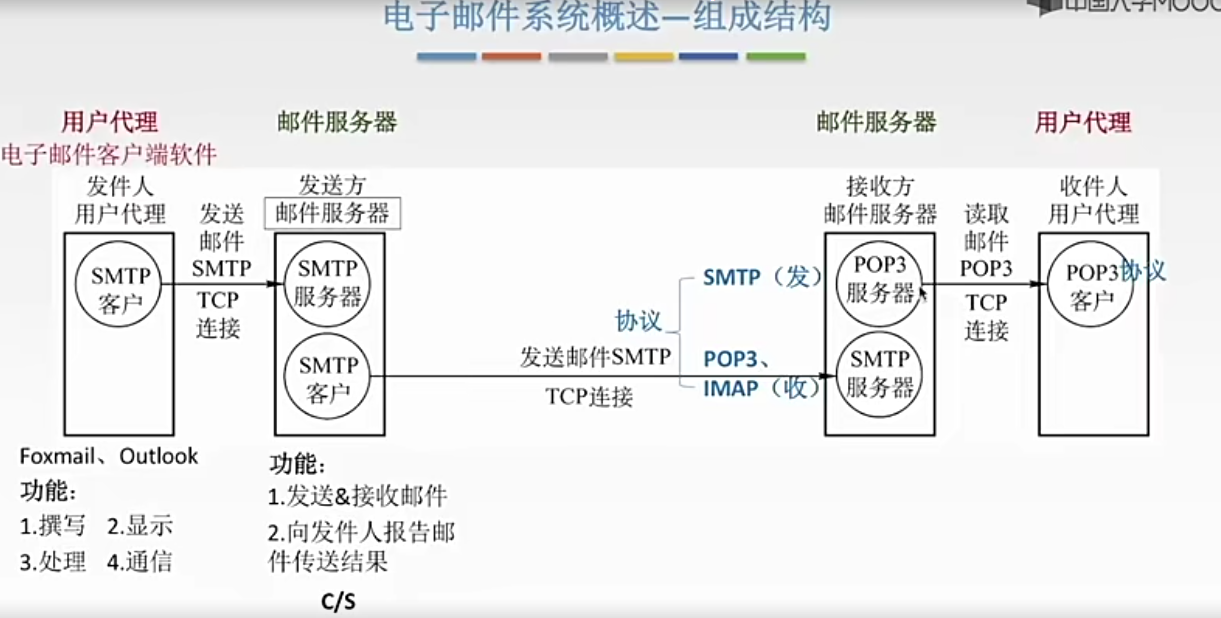 中国大学MOOC
电子邮件系统概述—组成结构
用户代理
邮件服务器
邮件服务器
用户代理
电子邮件客户端软件
发件人
用户代理
发送
邮件
SMTP
TCP
连接
发送方
邮件服务器
接收方
邮件服务器
读取
邮件
POP3
TCP
连接
收件人
用户代理
SMTP
客户
SMTP
服务器
SMTP
客户
协议
SMTP（发）
POP3、
IMAP（收）
发送邮件SMTP
TCP连接
POP3
服务器
SMTP
服务器
POP3
客户
协议
Foxmail、Outlook
功能：
1.撰写 2.显示
3.处理 4.通信
功能：
1.发送&接收邮件
2.向发件人报告邮
件传送结果
C/S